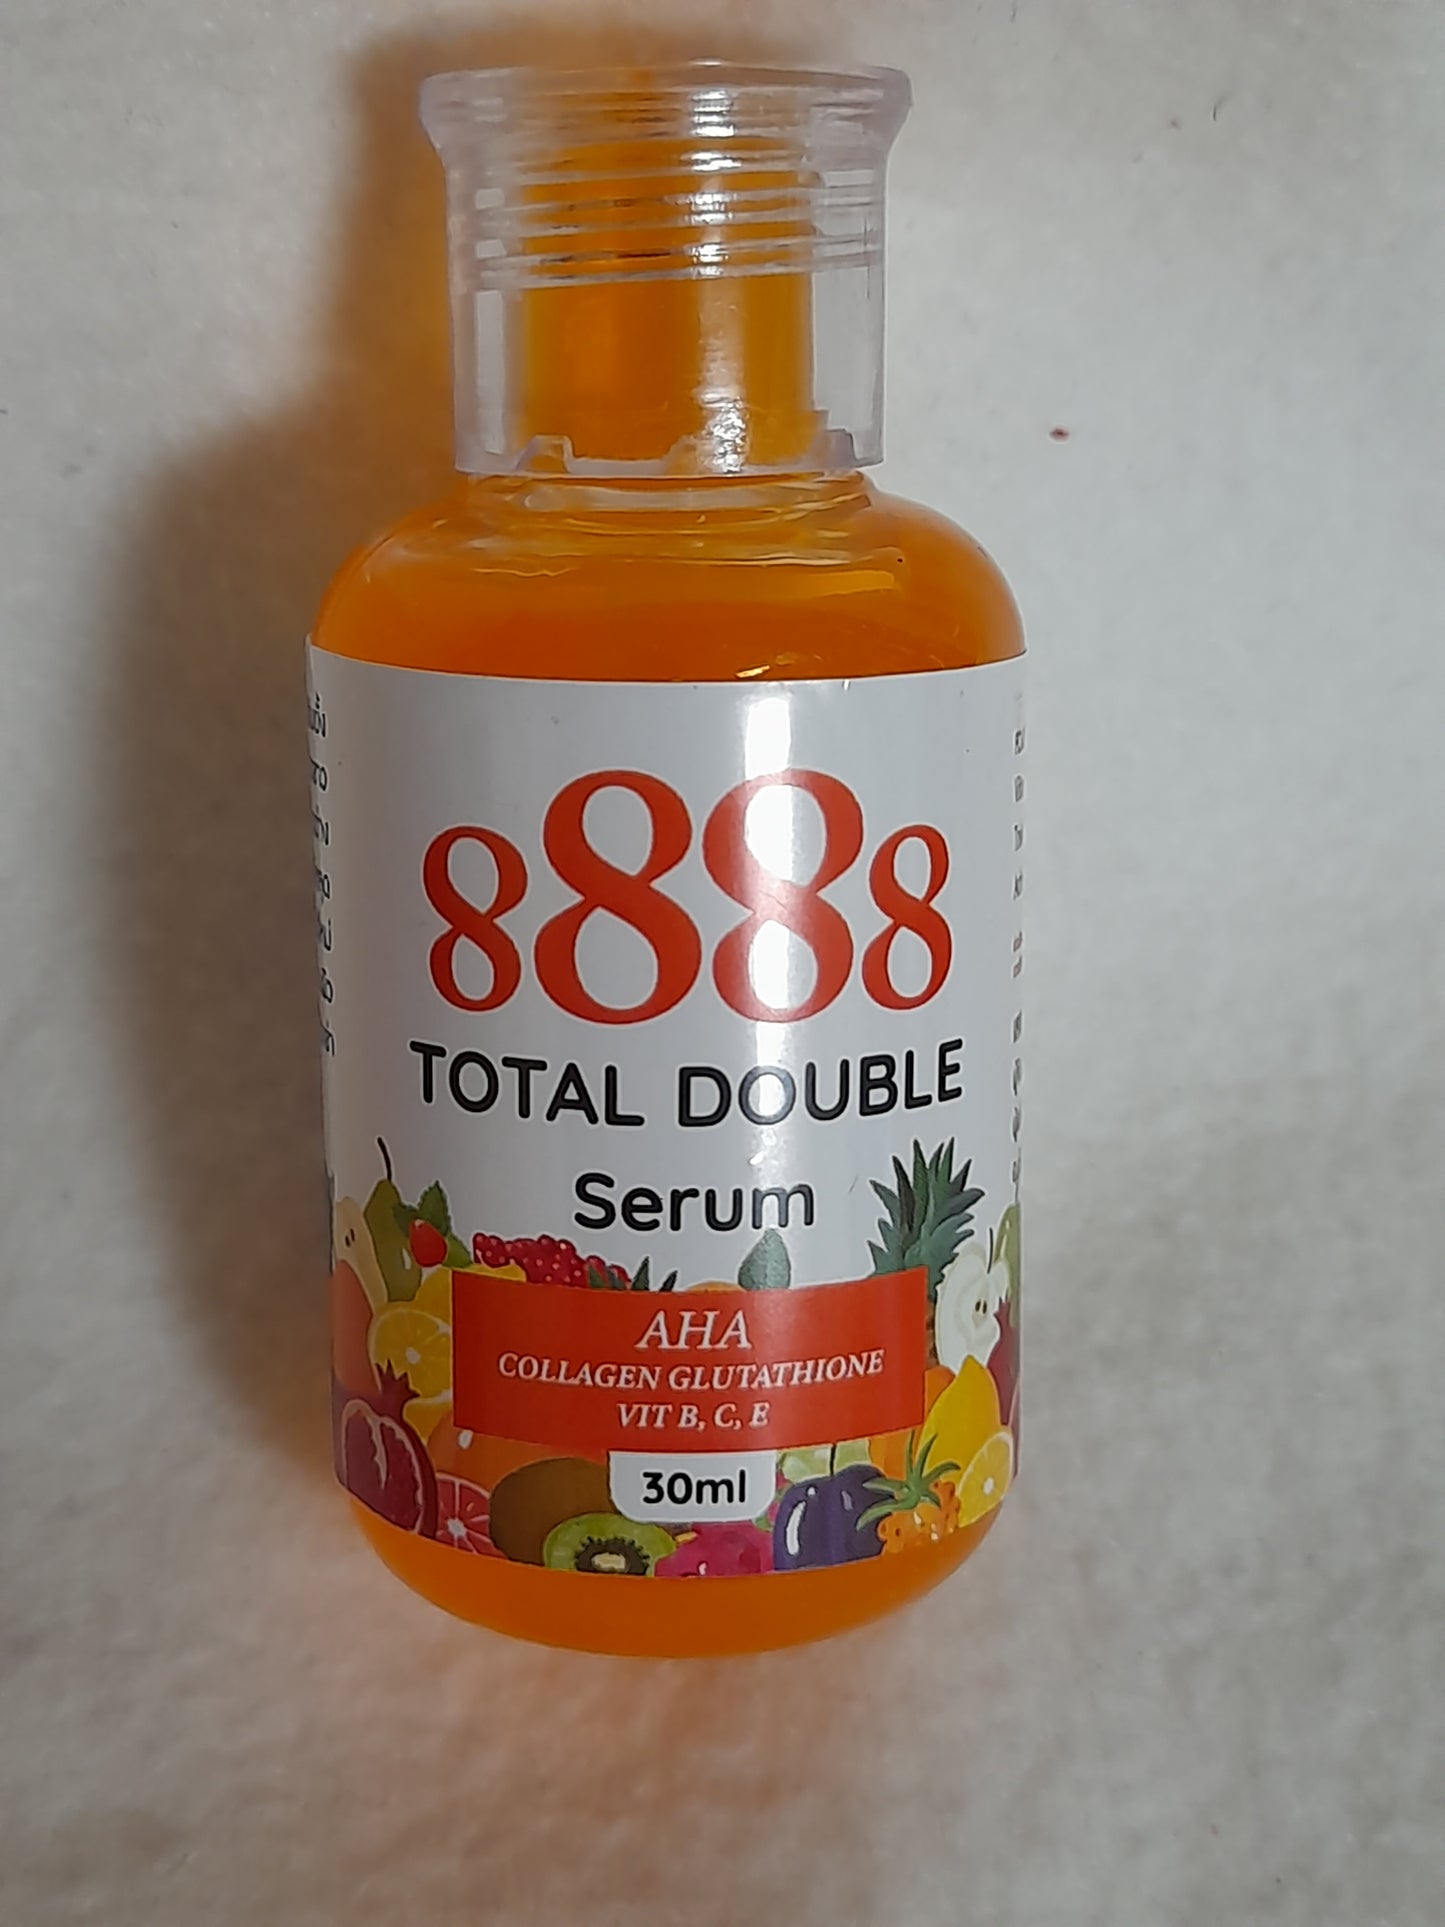 8888
TOTAL DOUBLE
Serum
AHA
COLLAGEN GLUTATHIONE
VIT B, C, E
30ml